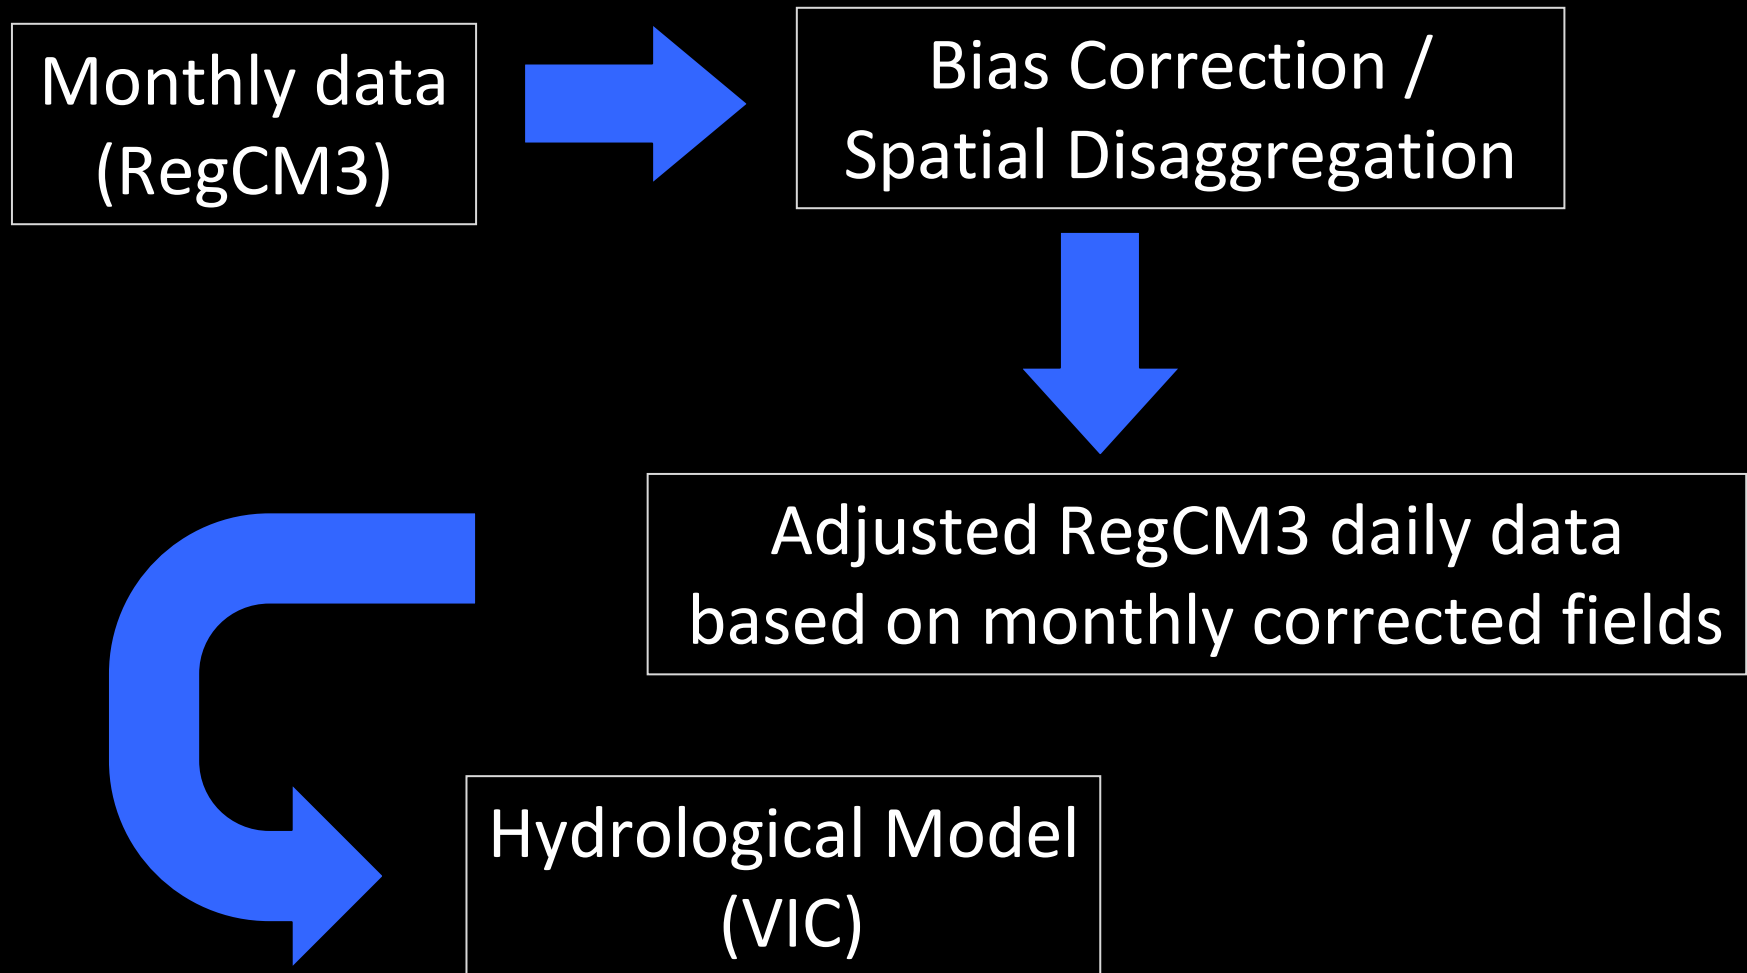 Monthly data
(RegCM3)
Bias Correction /
Spatial Disaggregation
Adjusted RegCM3 daily data
based on monthly corrected fields
Hydrological Model
(VIC)